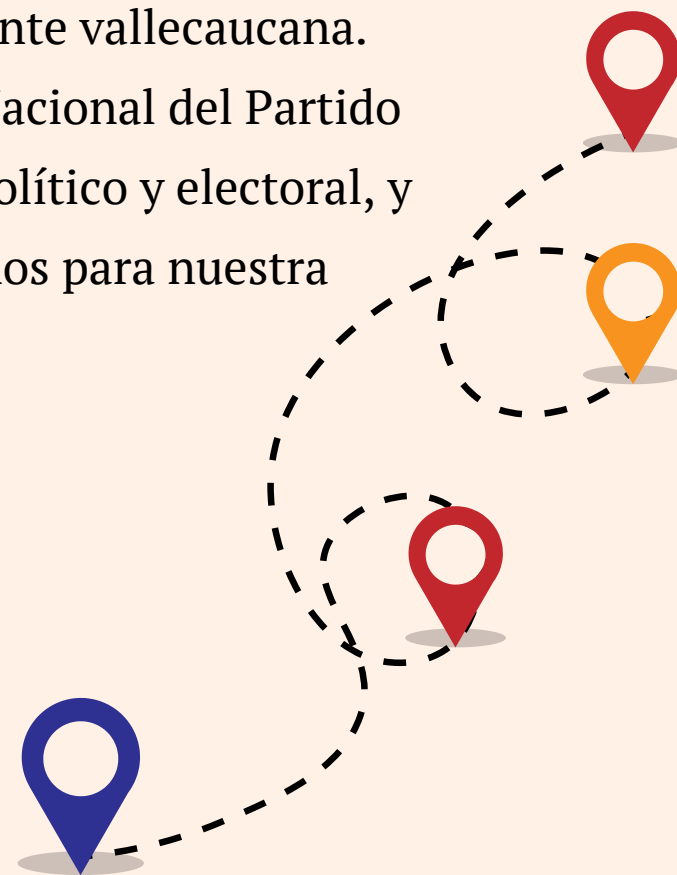 nte vallecaucana.
acional del Partido
olítico y electoral, y
os para nuestra